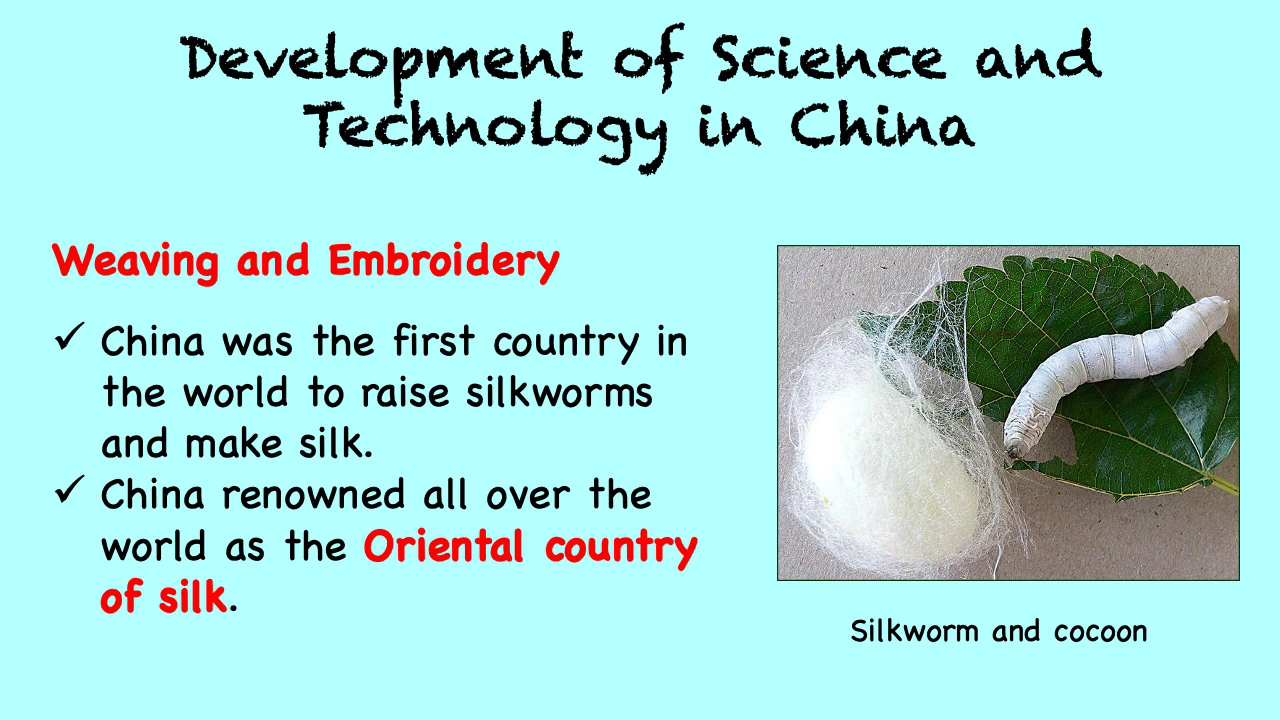 Development of Science and
Technology in China
Weaving and Embroidery
✓ China was the first country in
the world to raise silkworms
and make silk.
✓ China renowned all over the
world as the Oriental country
of silk.
Silkworm and cocoon